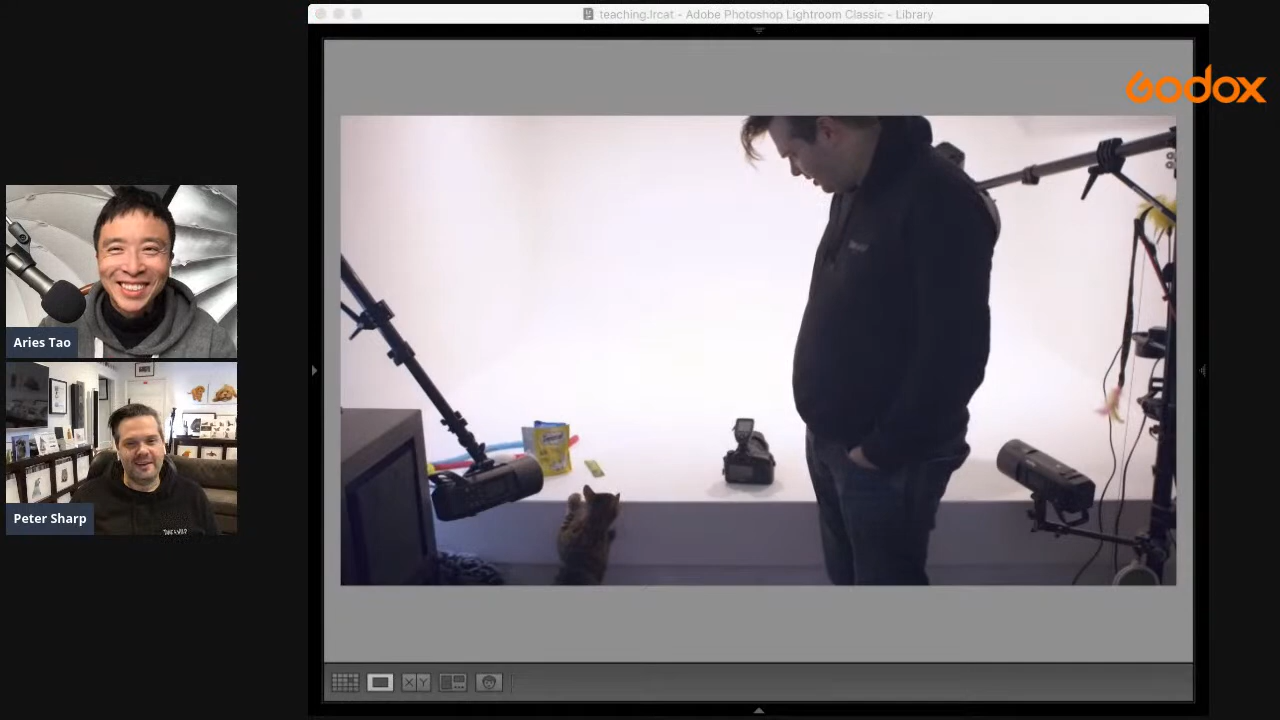 teaching.lrcat - Adobe Photoshop Lightroom Classic - Library
Godox
Aries Tao
Peter Sharp
X Y